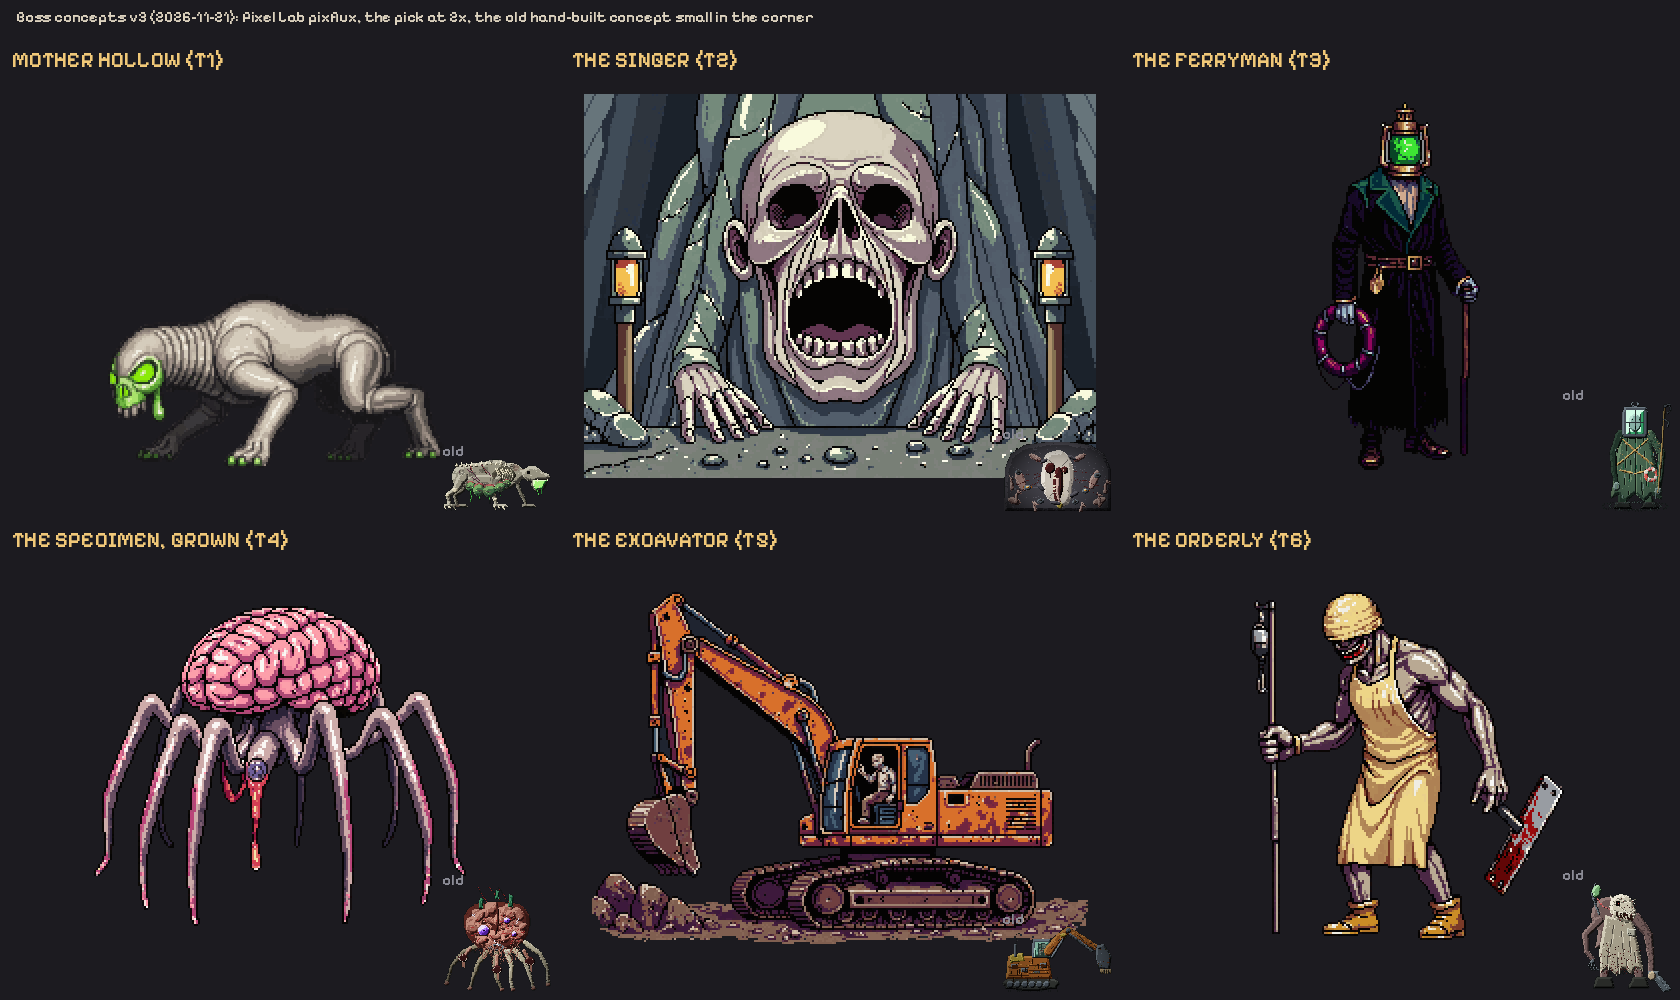 Boss concepts v3 (2026-11-21): Pixel Lab pixflux, the pick at 2x, the old hand-built concept small in the corner
MOTHER HOLLOW (T1)
THE SINGER (T2)
THE FERRYMAN (T3)
old
old
old
THE SPECIMEN, GROWN (T4)
THE EXCAVATOR (T5)
THE ORDERLY (T6)
old
old
old